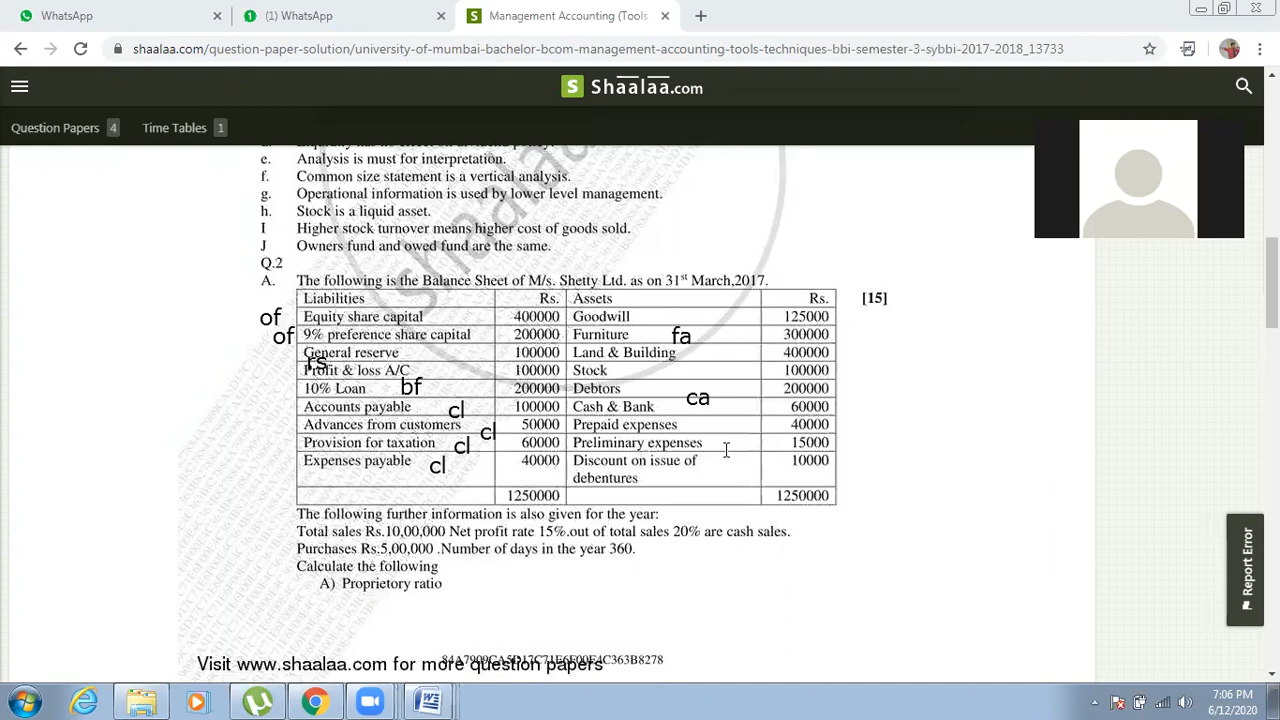 WhatsApp
(1) WhatsApp
Management Accounting (Tools
shaalaa.com/question-paper-solution/university-of-mumbai-bachelor-bcom-management-accounting-tools-techniques-bbi-semester-3-sybbi-2017-2018_13733
S Shaalaa.com
Question Papers 4 Time Tables 1
e. Analysis is must for interpretation.
f. Common size statement is a vertical analysis.
g. Operational information is used by lower level management.
h. Stock is a liquid asset.
I Higher stock turnover means higher cost of goods sold.
J Owners fund and owed fund are the same.
Q.2
A. The following is the Balance Sheet of M/s. Shetty Ltd. as on 31st March,2017. [15]
Liabilities Rs. Assets Rs.
of Equity share capital 400000 Goodwill 125000
of 9% preference share capital 200000 Furniture fa 300000
General reserve 100000 Land & Building 400000
rs Profit & loss A/C 100000 Stock 100000
10% Loan bf 200000 Debtors 200000
Accounts payable cl 100000 Cash & Bank ca 60000
Advances from customers cl 50000 Prepaid expenses 40000
Provision for taxation cl 60000 Preliminary expenses 15000
Expenses payable cl 40000 Discount on issue of debentures 10000
1250000 1250000
The following further information is also given for the year:
Total sales Rs.10,00,000 Net profit rate 15%.out of total sales 20% are cash sales.
Purchases Rs.5,00,000 .Number of days in the year 360.
Calculate the following
A) Proprietory ratio
Visit www.shaalaa.com for more question papers
Report Error
7:06 PM
6/12/2020